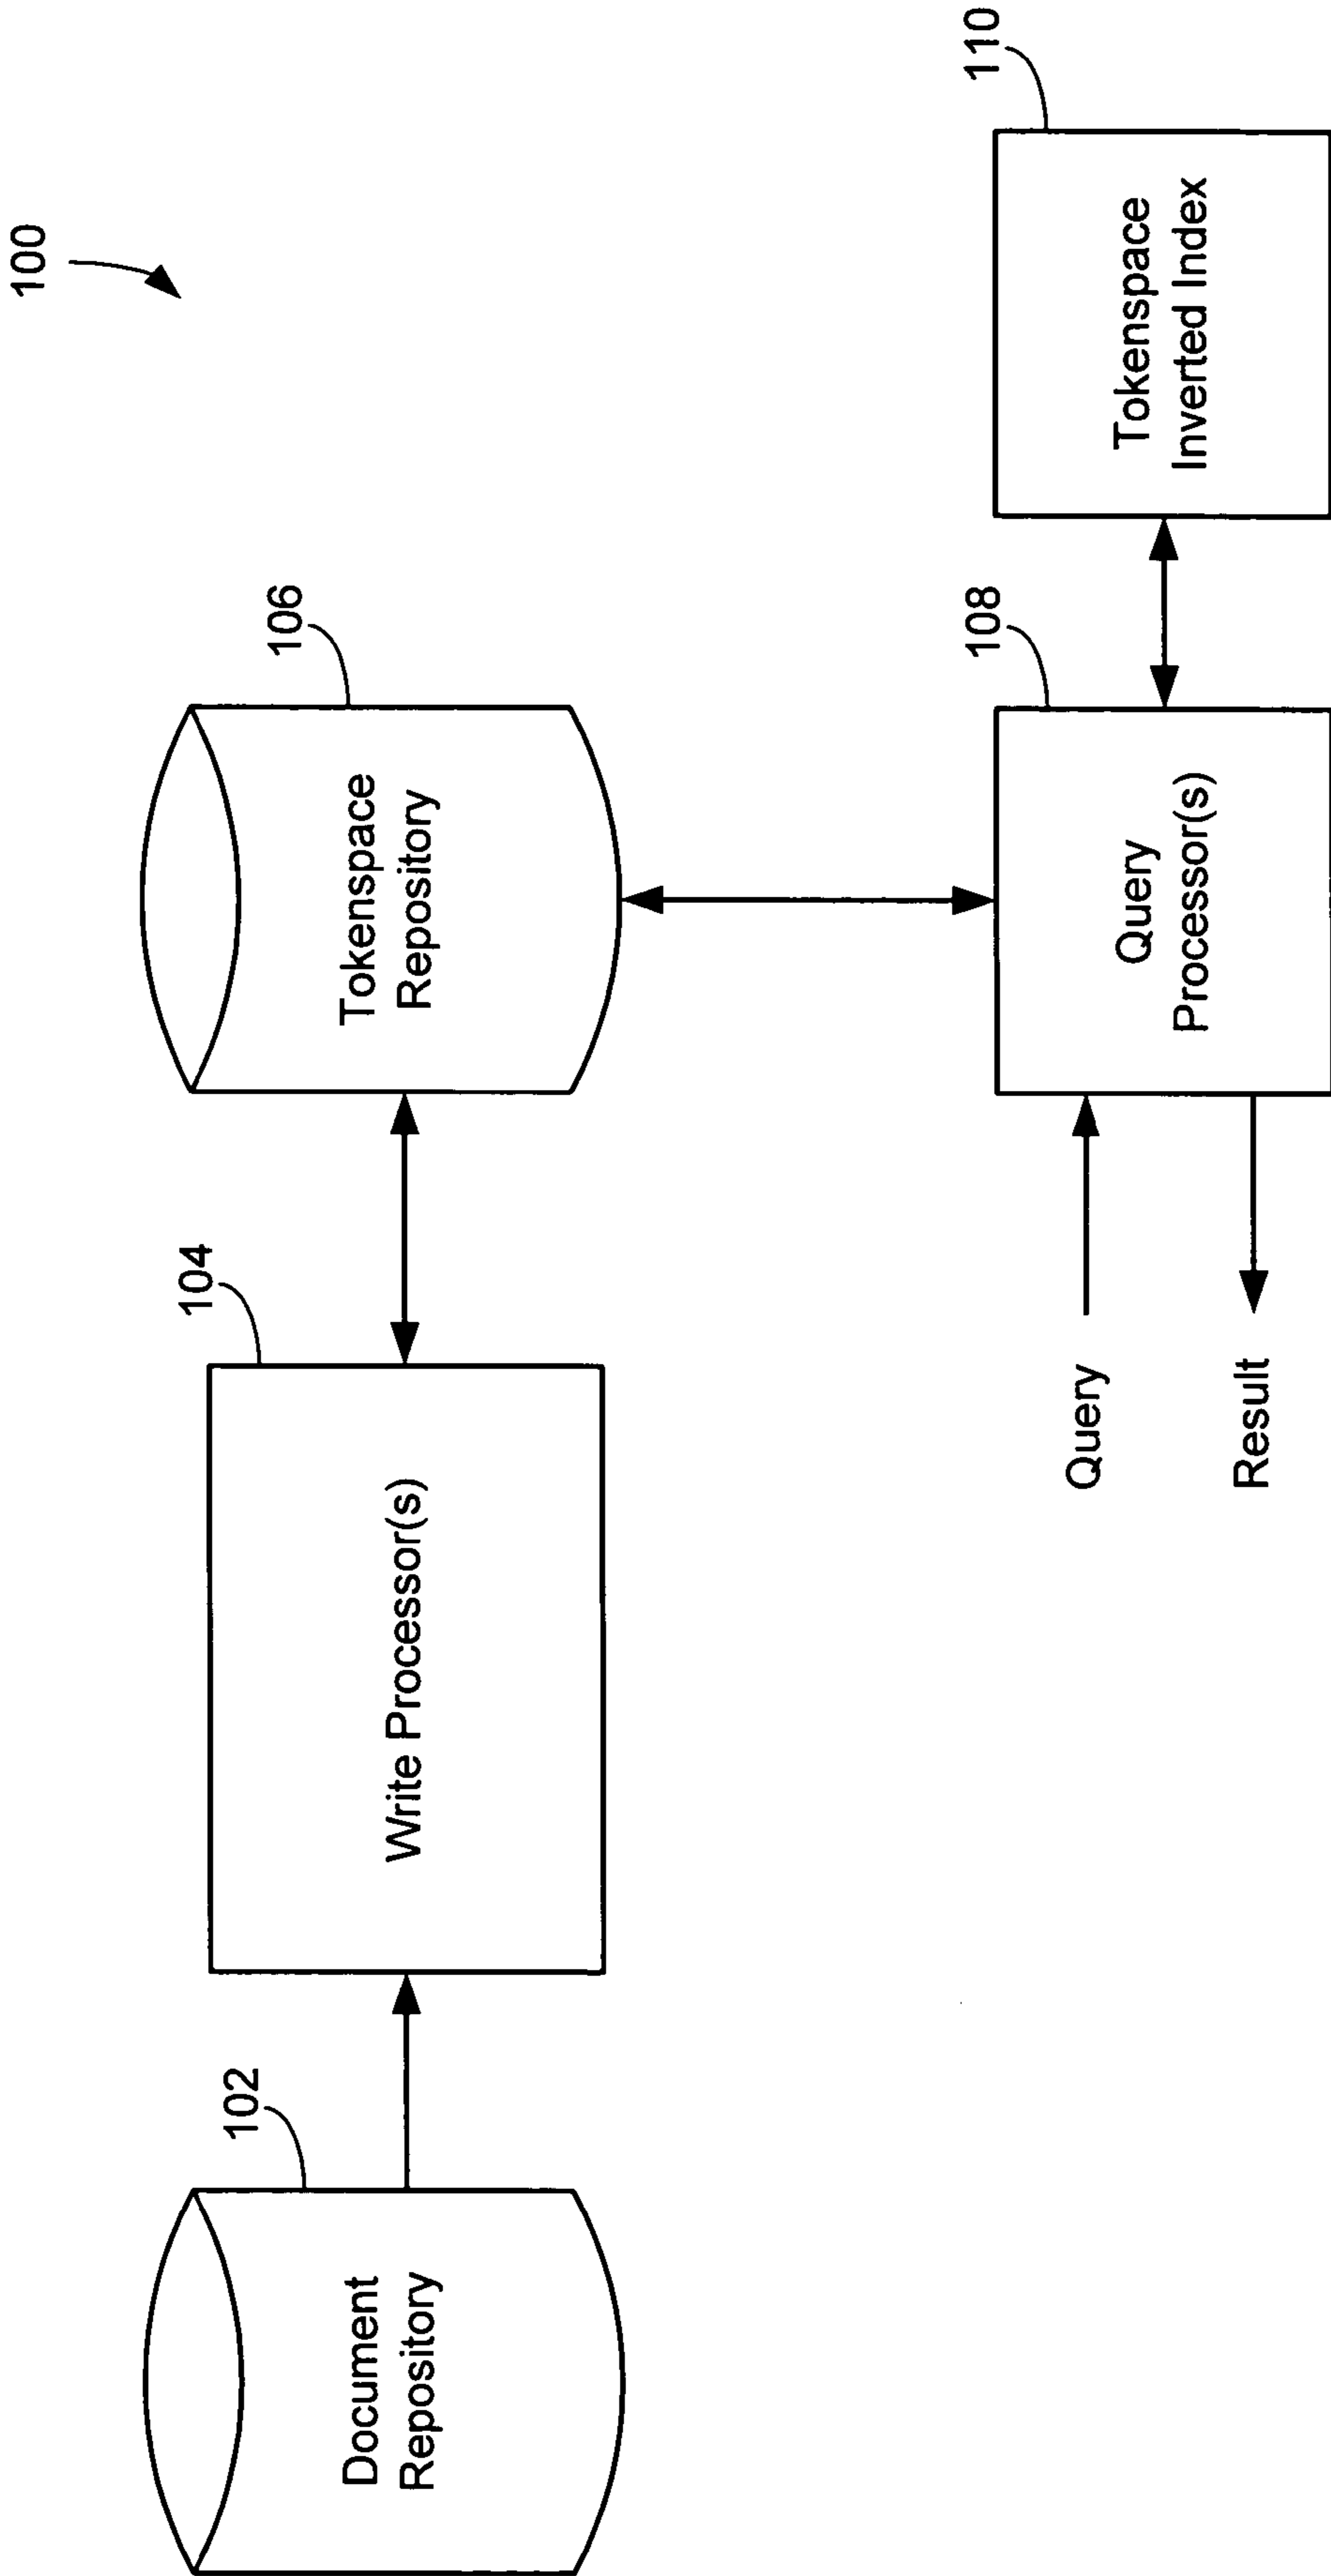 100
102
Document
Repository
104
Write Processor(s)
106
Tokenspace
Repository
Query
Result
108
Query
Processor(s)
110
Tokenspace
Inverted Index